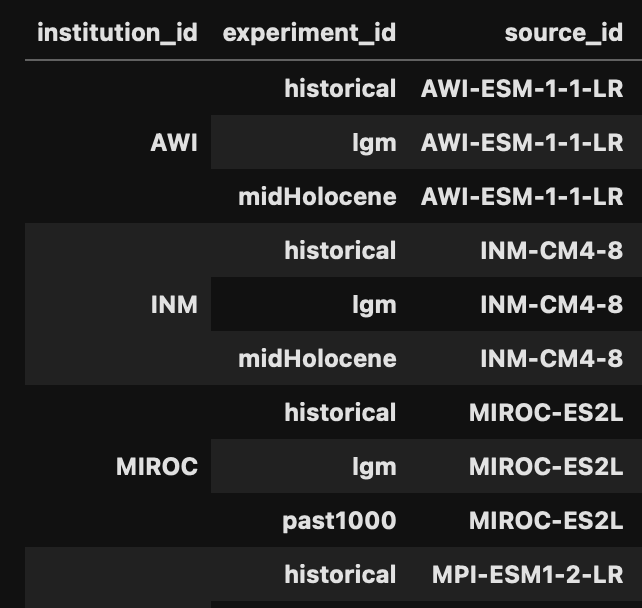 institution_id experiment_id source_id
historical AWI-ESM-1-1-LR
AWI lgm AWI-ESM-1-1-LR
midHolocene AWI-ESM-1-1-LR
historical INM-CM4-8
INM lgm INM-CM4-8
midHolocene INM-CM4-8
historical MIROC-ES2L
MIROC lgm MIROC-ES2L
past1000 MIROC-ES2L
historical MPI-ESM1-2-LR